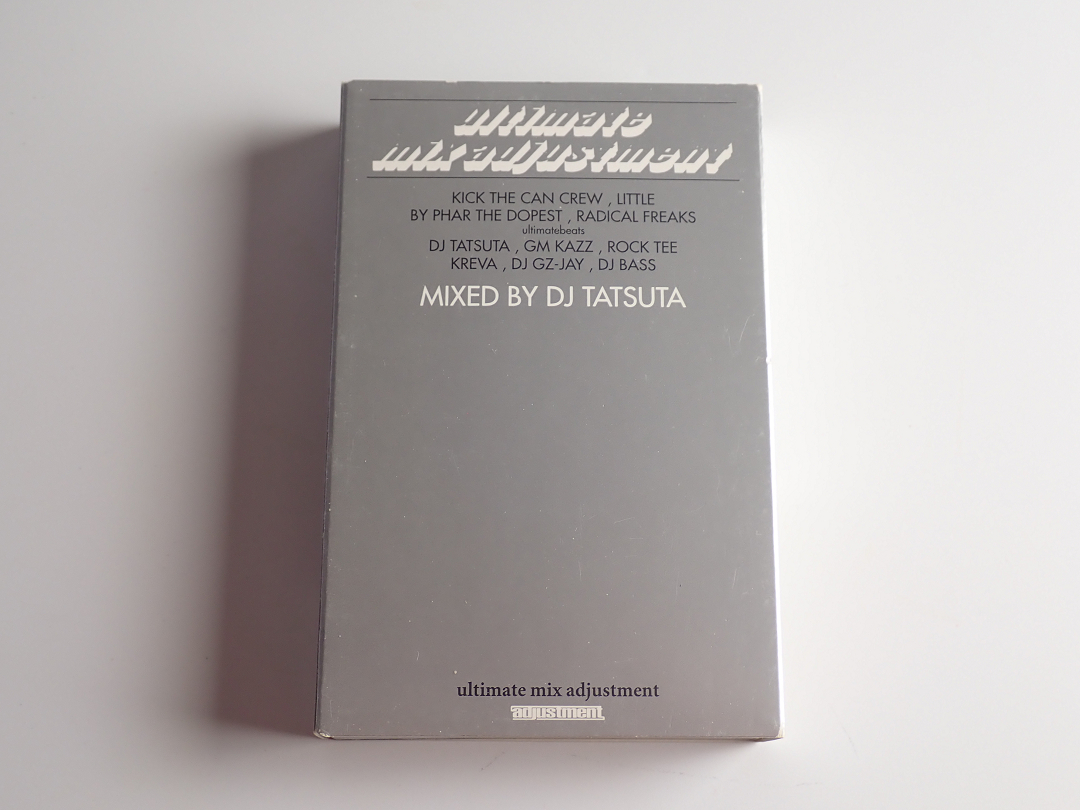 ultimate
mix adjustment
KICK THE CAN CREW , LITTLE
BY PHAR THE DOPEST , RADICAL FREAKS
ultimatebeats
DJ TATSUTA , GM KAZZ , ROCK TEE
KREVA , DJ GZ-JAY , DJ BASS
MIXED BY DJ TATSUTA
ultimate mix adjustment
adjustment